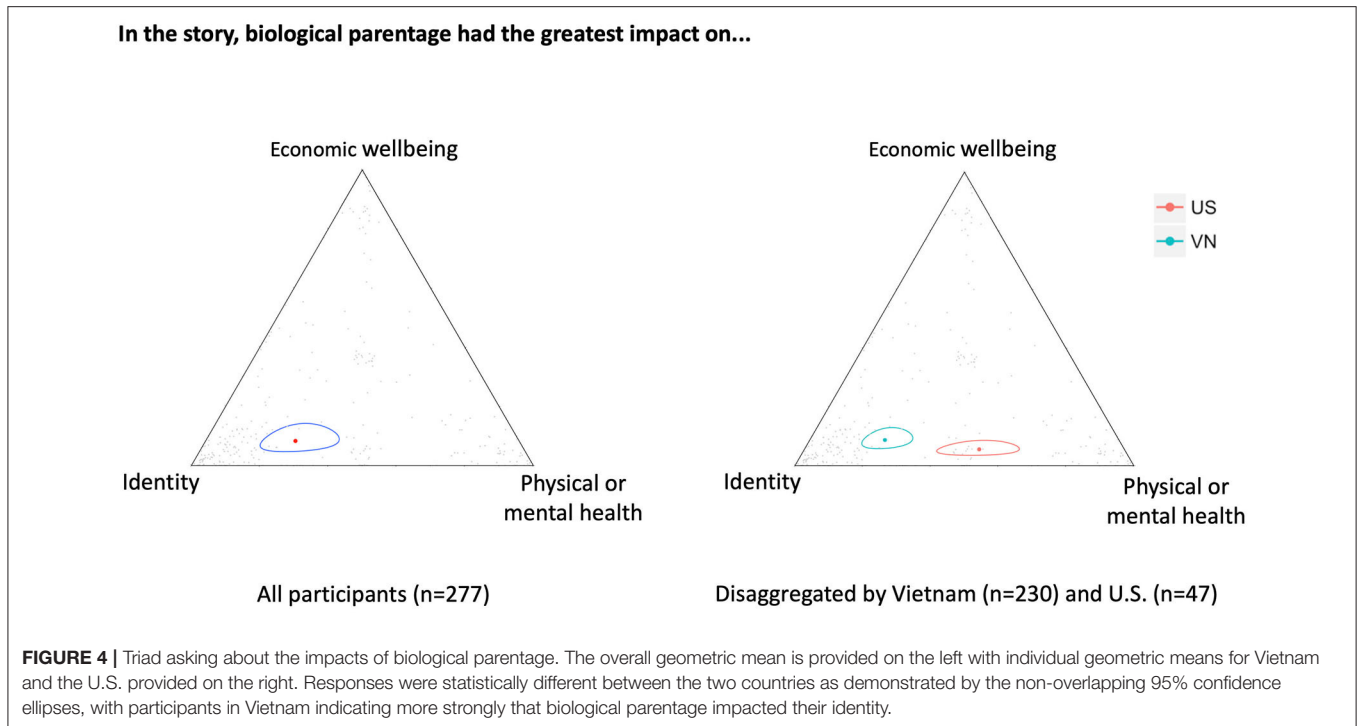 In the story, biological parentage had the greatest impact on...
Economic wellbeing
Identity
Physical or
mental health
All participants (n=277)
Economic wellbeing
US
VN
Identity
Physical or
mental health
Disaggregated by Vietnam (n=230) and U.S. (n=47)
FIGURE 4 | Triad asking about the impacts of biological parentage. The overall geometric mean is provided on the left with individual geometric means for Vietnam
and the U.S. provided on the right. Responses were statistically different between the two countries as demonstrated by the non-overlapping 95% confidence
ellipses, with participants in Vietnam indicating more strongly that biological parentage impacted their identity.